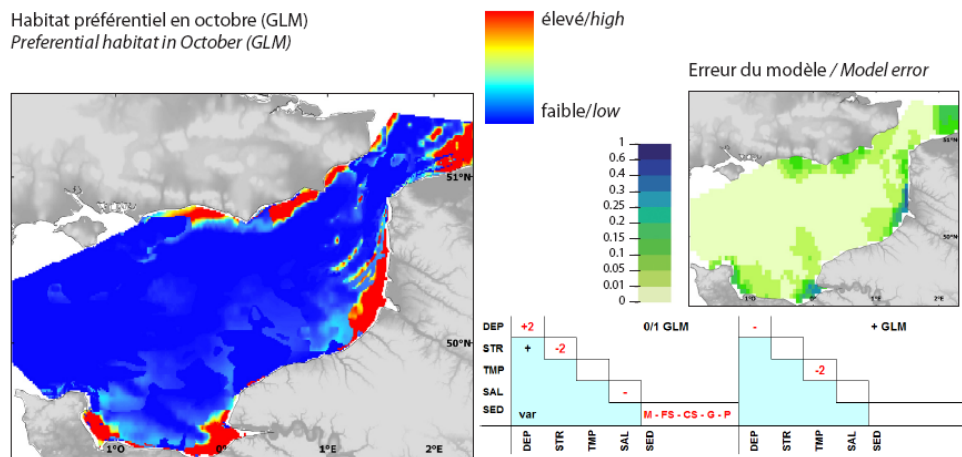 Habitat préférentiel en octobre (GLM)
Preferential habitat in October (GLM)
élevé/high
faible/low
Erreur du modèle / Model error
51°N
50°N
1°O
0°
1°E
2°E
1
0.6
0.4
0.3
0.25
0.2
0.15
0.1
0.05
0.01
0
51°N
50°N
1°O
0°
1°E
2°E
DEP +2 0/1 GLM - + GLM
STR + -2
TMP -2
SAL -
SED var M - FS - CS - G - P
DEP STR TMP SAL SED DEP STR TMP SAL SED